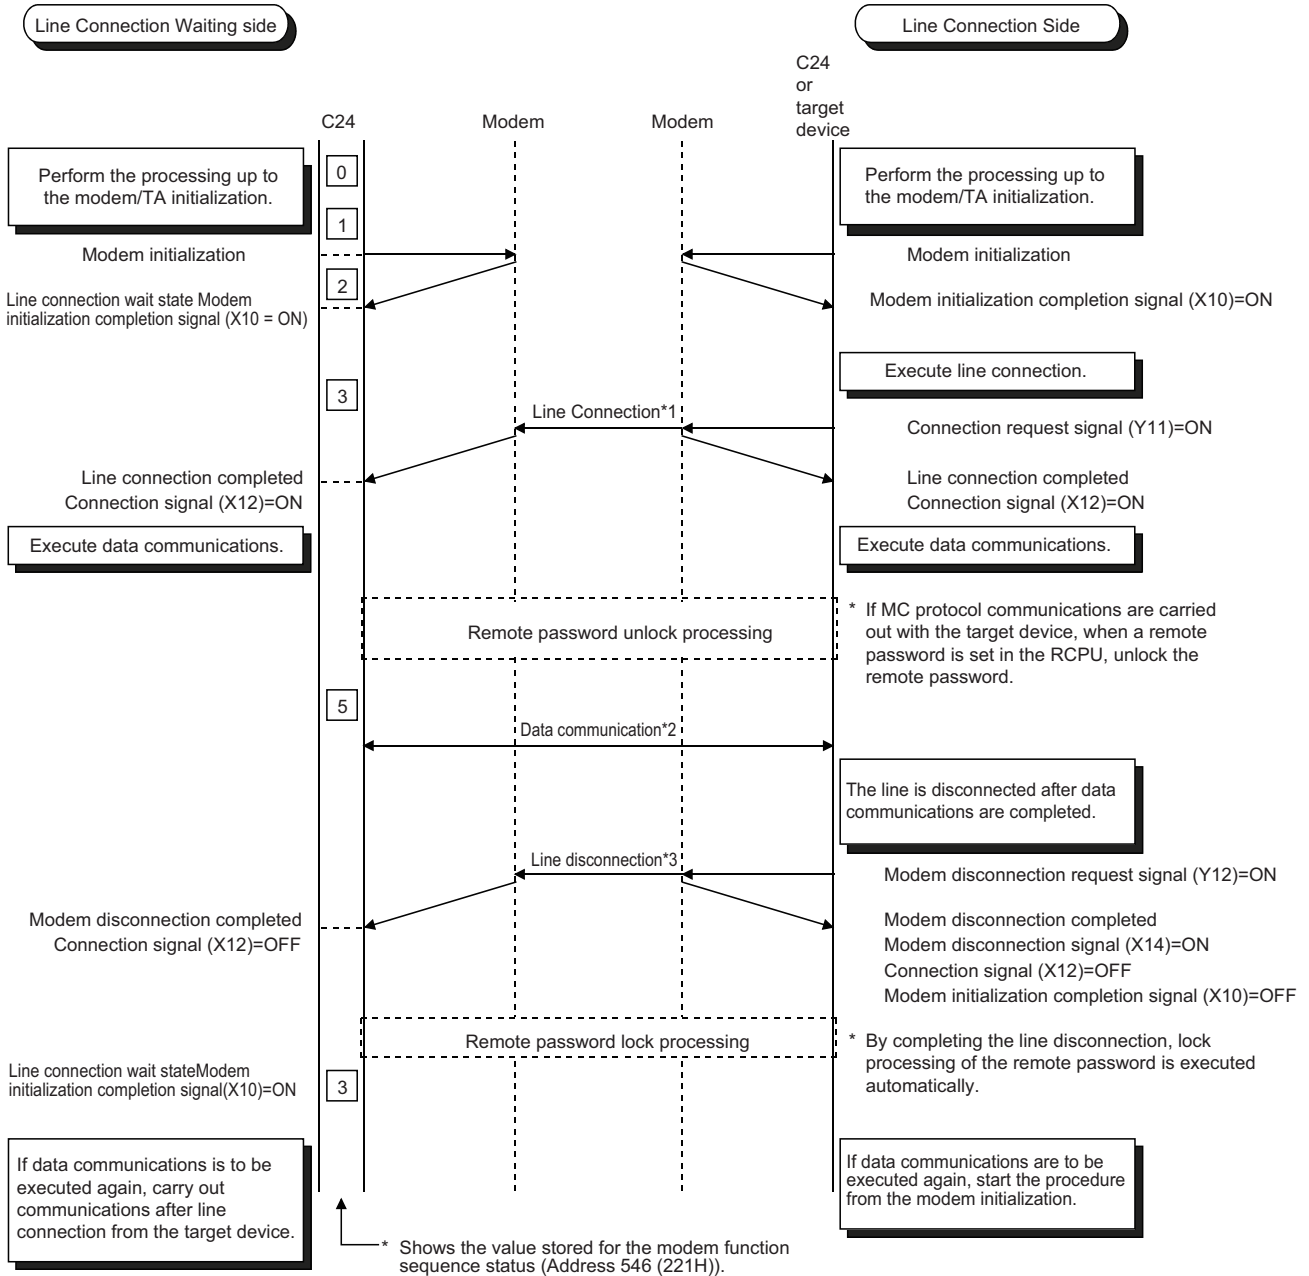 Line Connection Waiting side
Line Connection Side
C24
Modem
Modem
C24
or
target
device
Perform the processing up to
the modem/TA initialization.
0
Perform the processing up to
the modem/TA initialization.
1
Modem initialization
Modem initialization
2
Line connection wait state Modem
initialization completion signal (X10 = ON)
Modem initialization completion signal (X10)=ON
Execute line connection.
3
Line Connection*1
Connection request signal (Y11)=ON
Line connection completed
Connection signal (X12)=ON
Line connection completed
Connection signal (X12)=ON
Execute data communications.
Execute data communications.
Remote password unlock processing
* If MC protocol communications are carried
out with the target device, when a remote
password is set in the RCPU, unlock the
remote password.
5
Data communication*2
The line is disconnected after data
communications are completed.
Line disconnection*3
Modem disconnection request signal (Y12)=ON
Modem disconnection completed
Connection signal (X12)=OFF
Modem disconnection completed
Modem disconnection signal (X14)=ON
Connection signal (X12)=OFF
Modem initialization completion signal (X10)=OFF
Remote password lock processing
* By completing the line disconnection, lock
processing of the remote password is executed
automatically.
Line connection wait stateModem
initialization completion signal(X10)=ON
3
If data communications is to be
executed again, carry out
communications after line
connection from the target device.
If data communications are to be
executed again, start the procedure
from the modem initialization.
* Shows the value stored for the modem function
sequence status (Address 546 (221H)).